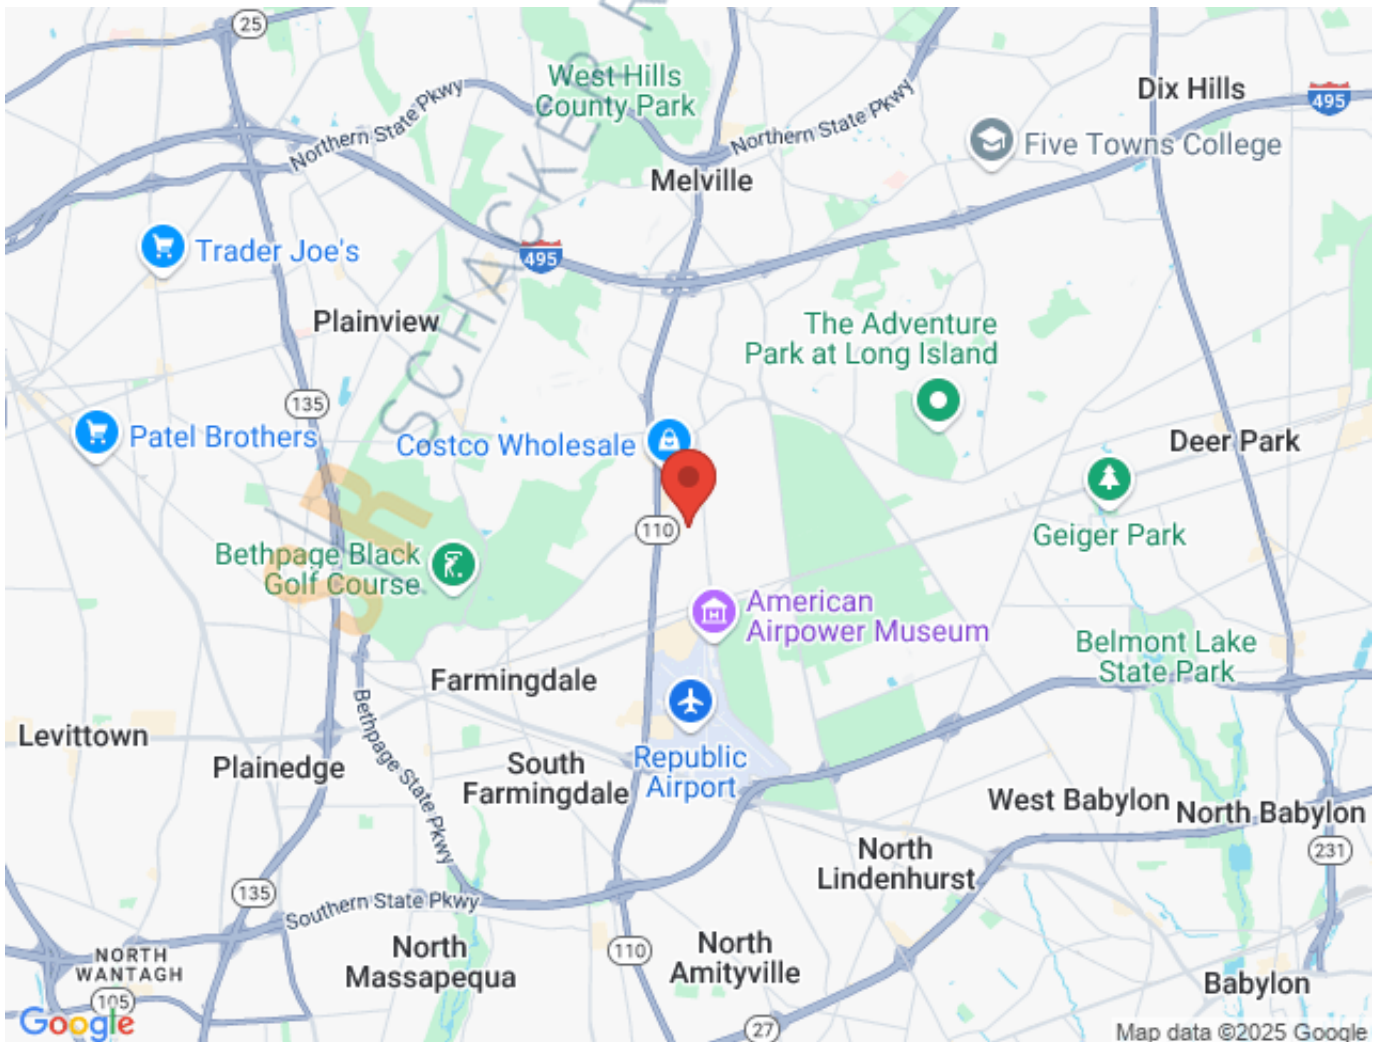 25
West Hills
County Park
Northern State Pkwy
Northern State Pkwy
Dix Hills
495
Five Towns College
Melville
Trader Joe's
495
SCHACKER R
Plainview
The Adventure
Park at Long Island
135
Patel Brothers
Costco Wholesale
Deer Park
SR
110
Geiger Park
Bethpage Black
Golf Course
American
Airpower Museum
Belmont Lake
State Park
Farmingdale
Bethpage State Pkwy
Levittown
Plainedge
South
Farmingdale
Republic
Airport
West Babylon
North Babylon
North
Lindenhurst
231
135
Southern State Pkwy
North
Massapequa
110
North
Amityville
NORTH
WANTAGH
105
Babylon
Google
27
Map data ©2025 Google